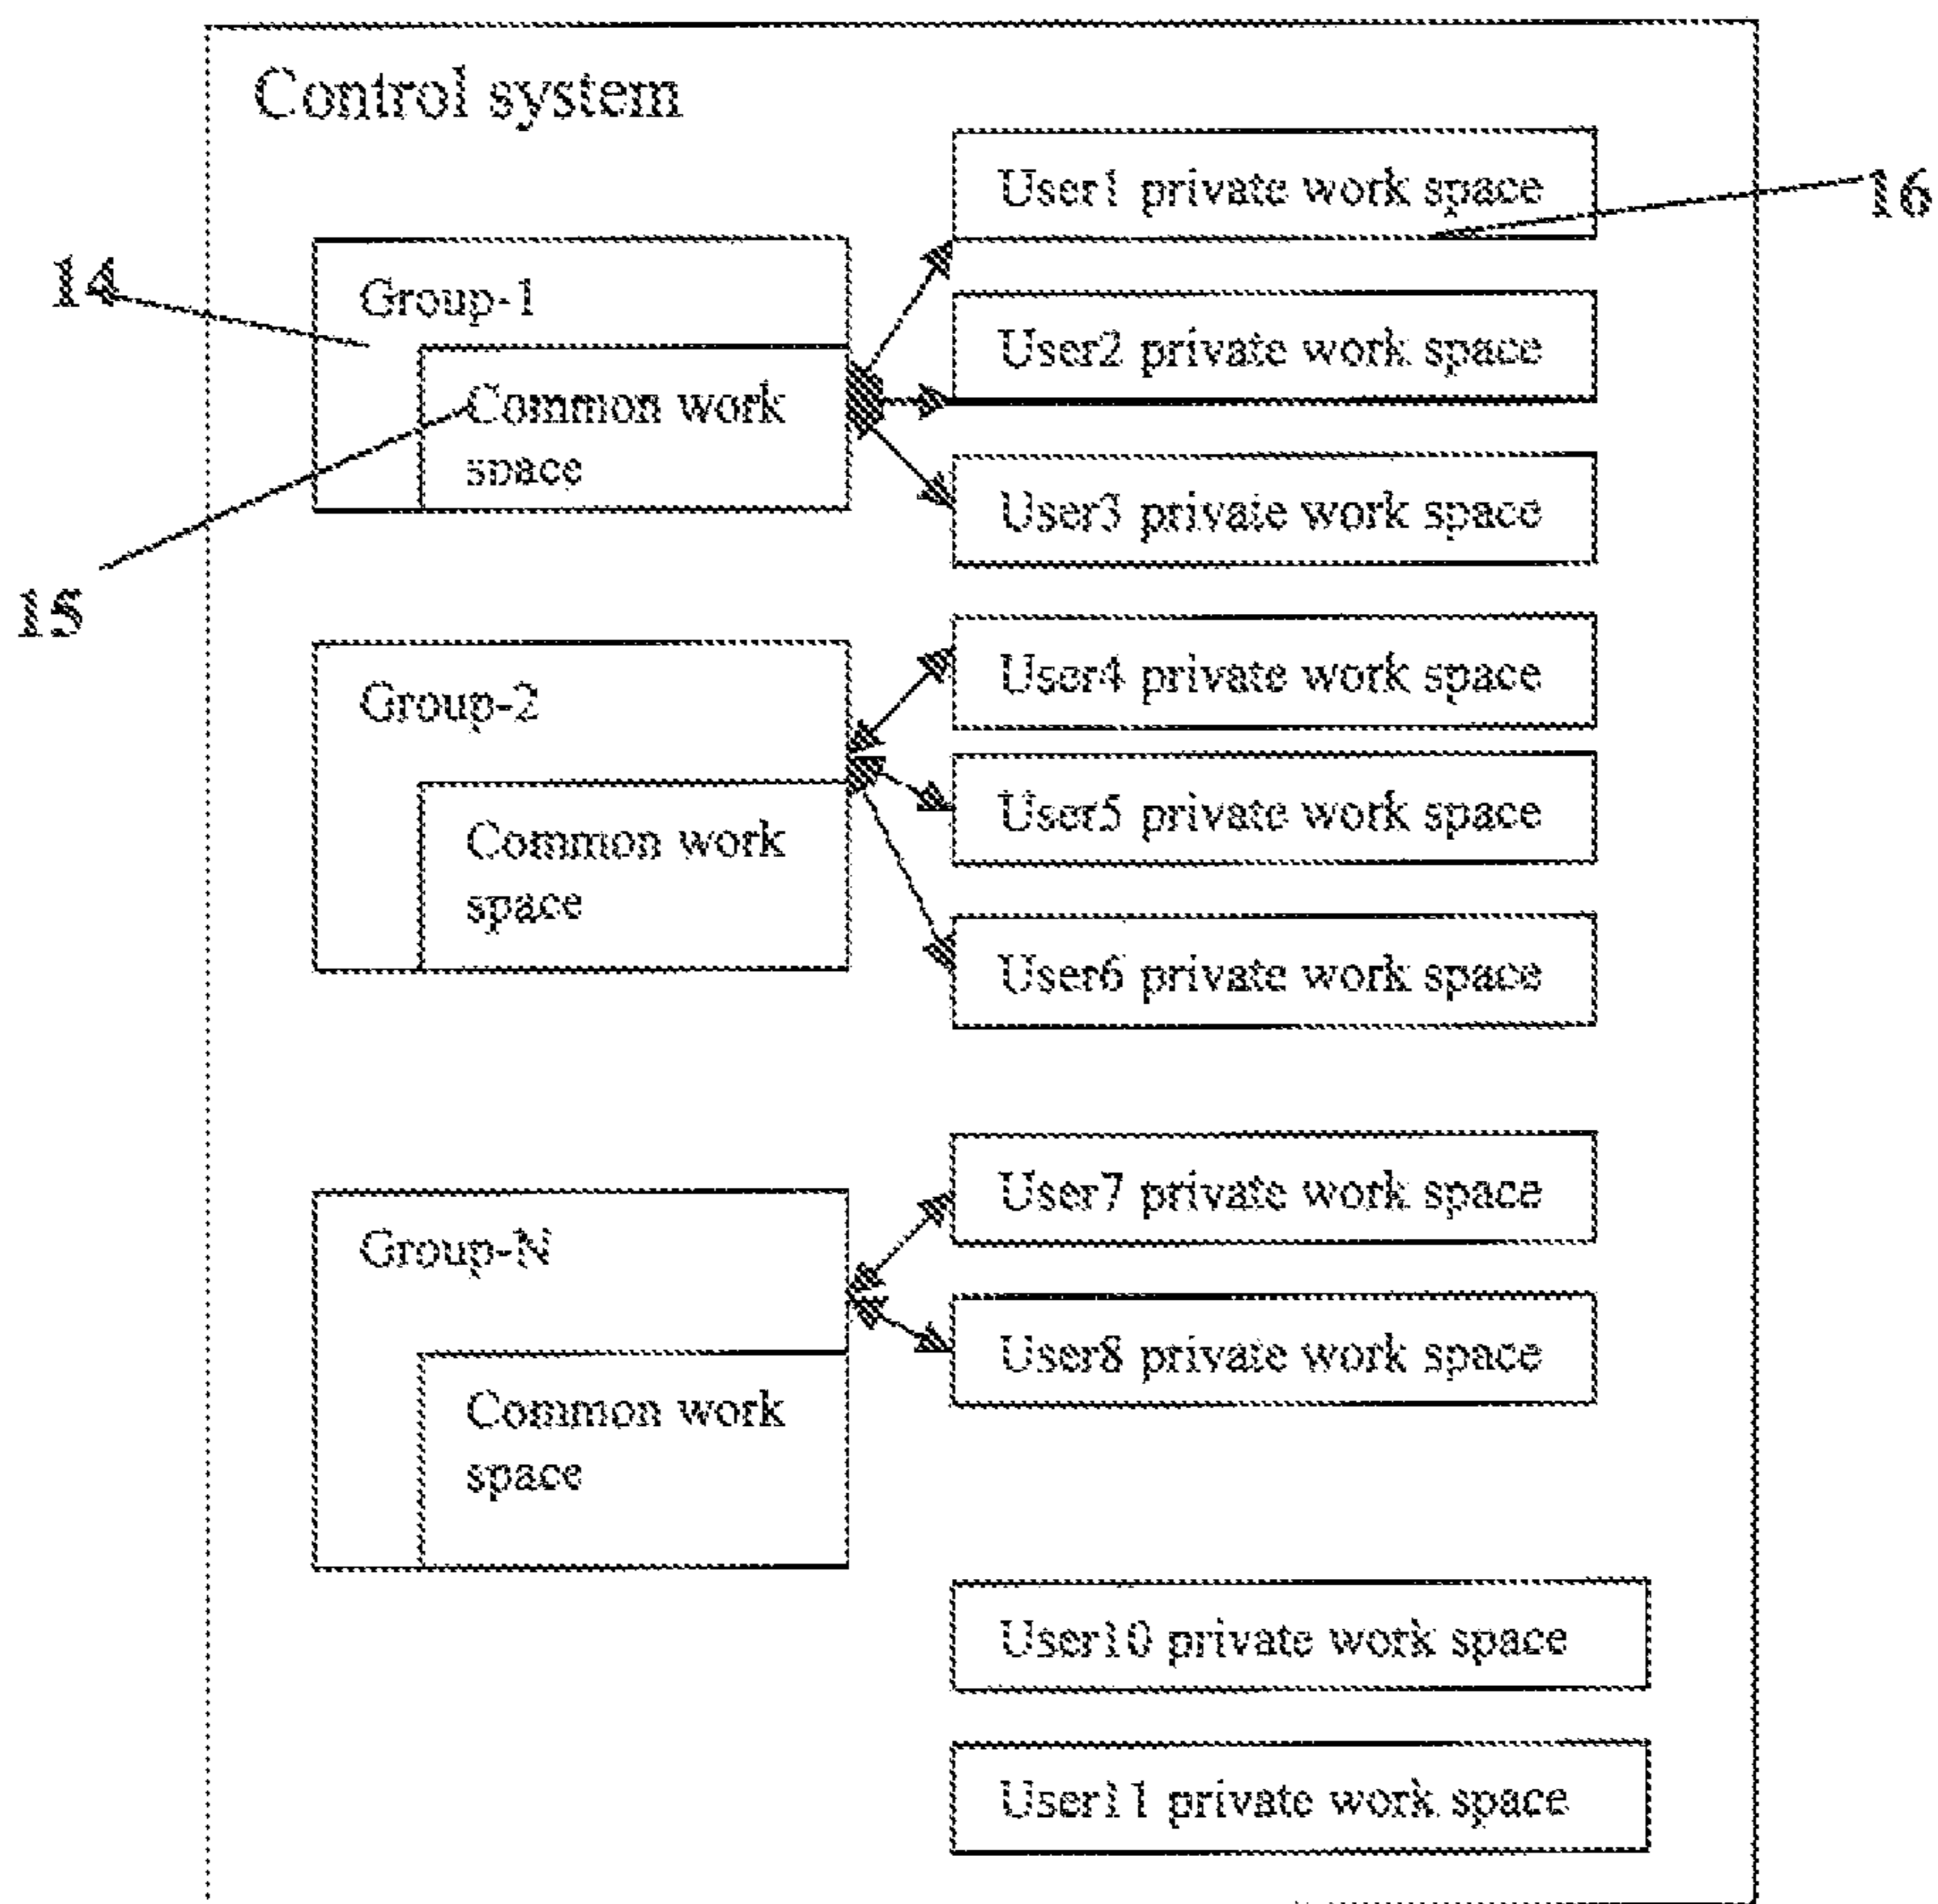 Control system
User1 private work space
16
14
Group-1
User2 private work space
Common work
space
User3 private work space
15
User4 private work space
Group-2
User5 private work space
Common work
space
User6 private work space
User7 private work space
Group-N
User8 private work space
Common work
space
User10 private work space
User11 private work space